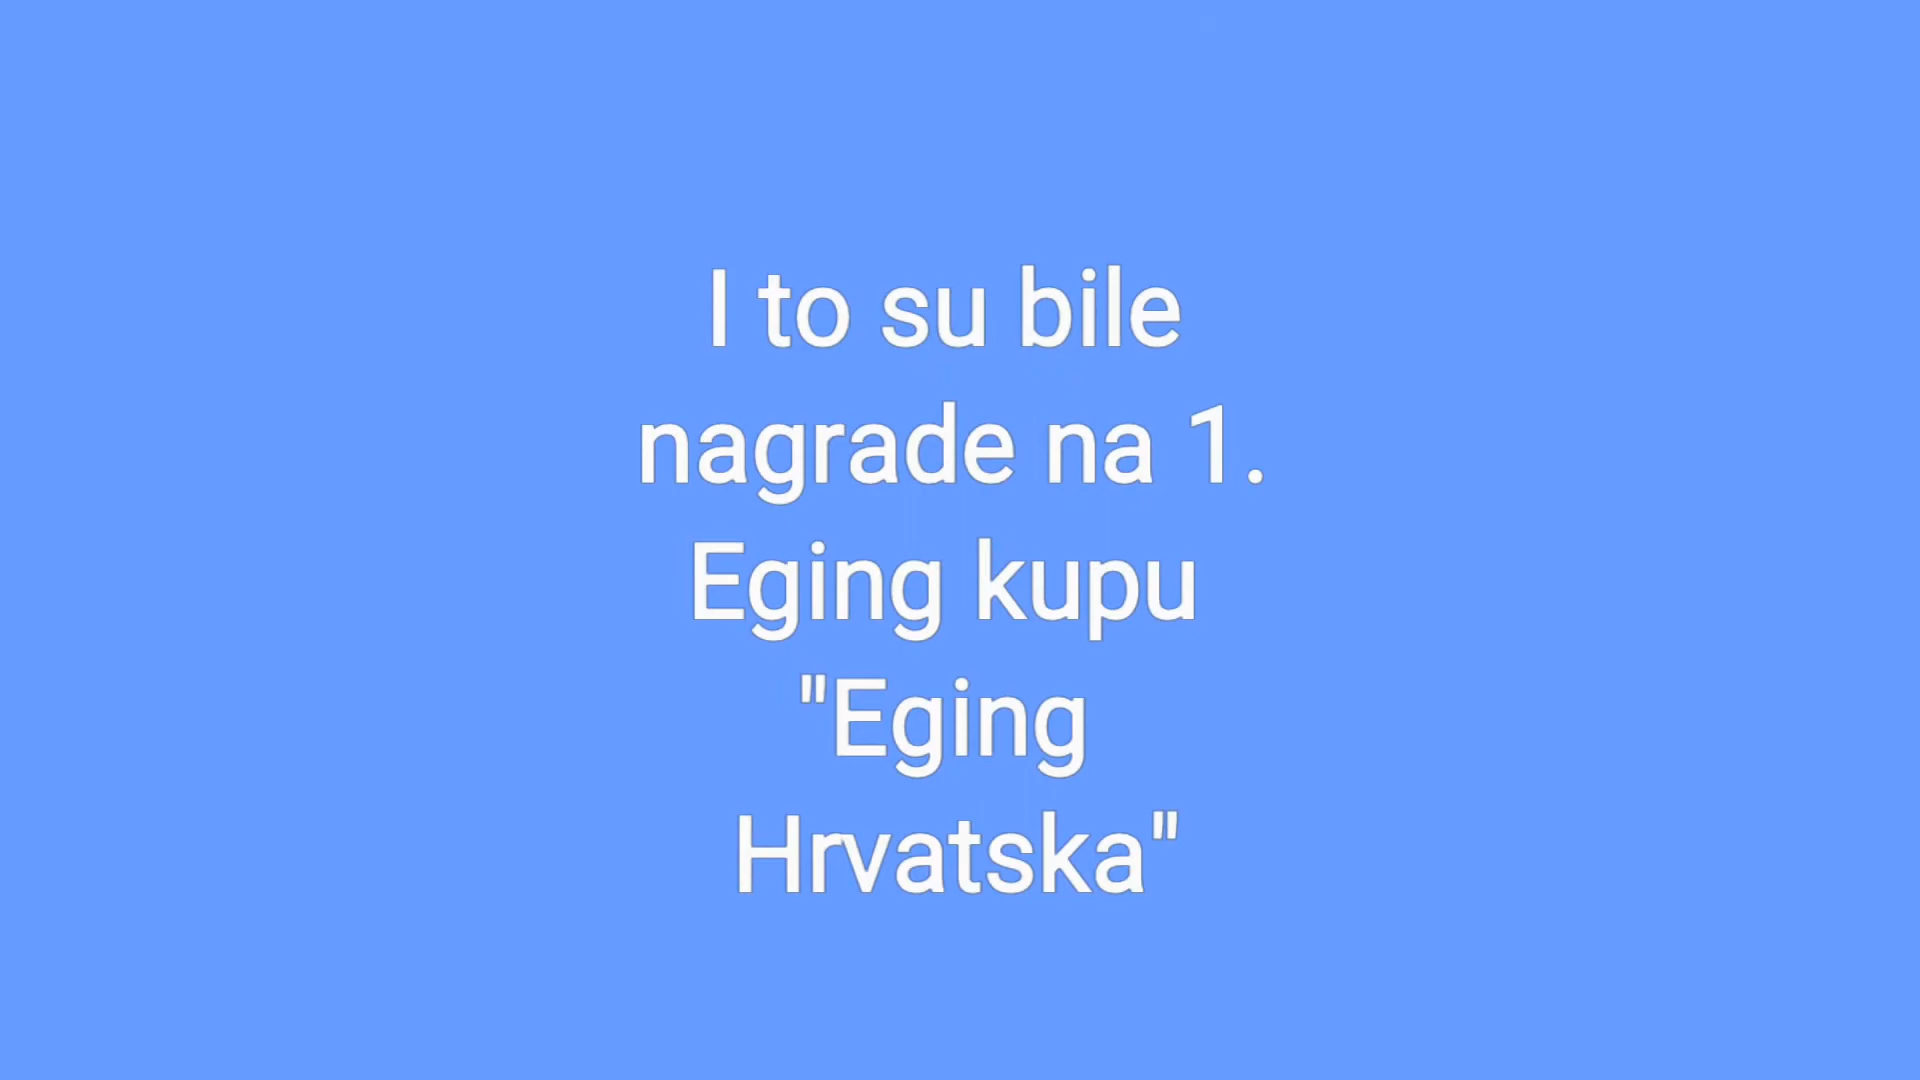 I to su bile
nagrade na 1.
Eging kupu
"Eging
Hrvatska"